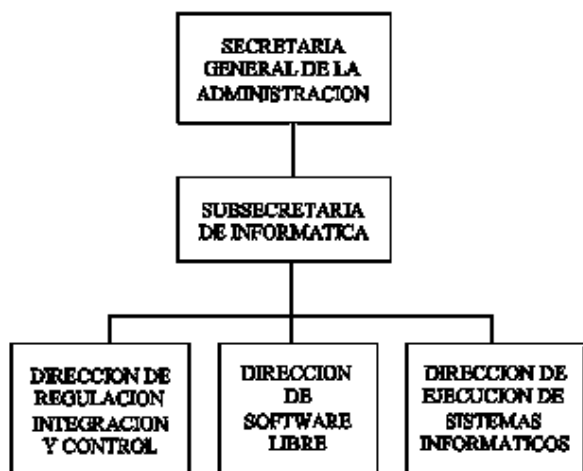 SECRETARIA
GENERAL DE LA
ADMINISTRACION
SUBSECRETARIA
DE INFORMATICA
DIRECCION DE
REGULACION
INTEGRACION
Y CONTROL
DIRECCION
DE
SOFTWARE
LIBRE
DIRECCION DE
EJECUCION DE
SISTEMAS
INFORMATICOS